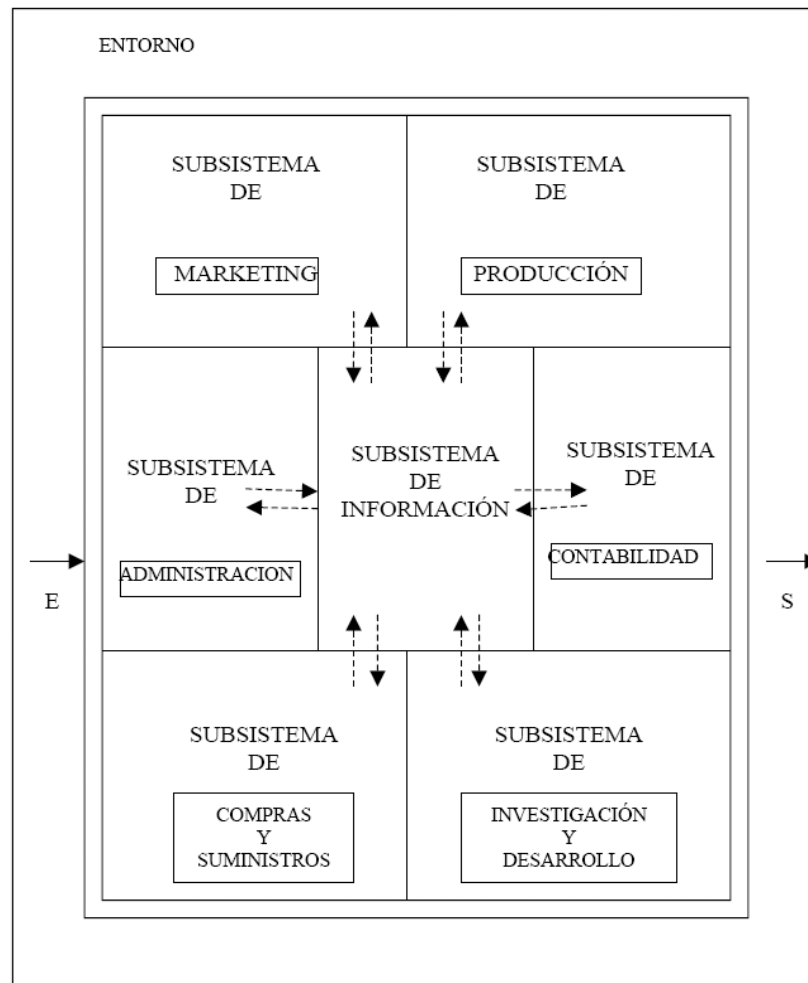 ENTORNO
SUBSISTEMA
DE
MARKETING
SUBSISTEMA
DE
PRODUCCIÓN
SUBSISTEMA
DE
ADMINISTRACION
SUBSISTEMA
DE
INFORMACIÓN
SUBSISTEMA
DE
CONTABILIDAD
E
S
SUBSISTEMA
DE
COMPRAS
Y
SUMINISTROS
SUBSISTEMA
DE
INVESTIGACIÓN
Y
DESARROLLO